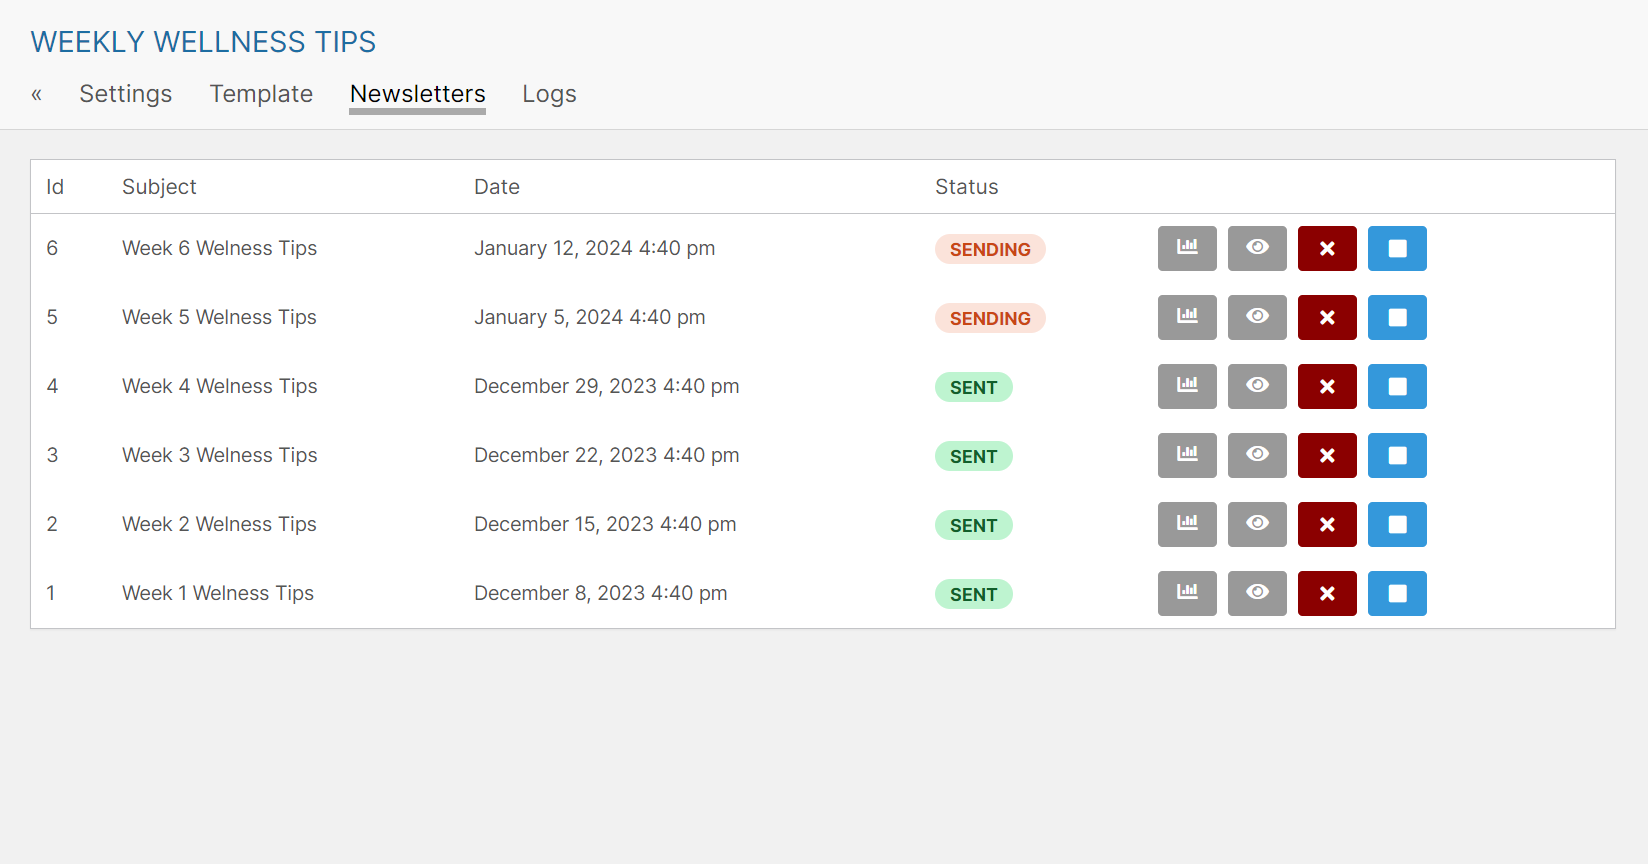 WEEKLY WELLNESS TIPS
« Settings Template Newsletters Logs
Id Subject Date Status
6 Week 6 Welness Tips January 12, 2024 4:40 pm SENDING
5 Week 5 Welness Tips January 5, 2024 4:40 pm SENDING
4 Week 4 Welness Tips December 29, 2023 4:40 pm SENT
3 Week 3 Welness Tips December 22, 2023 4:40 pm SENT
2 Week 2 Welness Tips December 15, 2023 4:40 pm SENT
1 Week 1 Welness Tips December 8, 2023 4:40 pm SENT